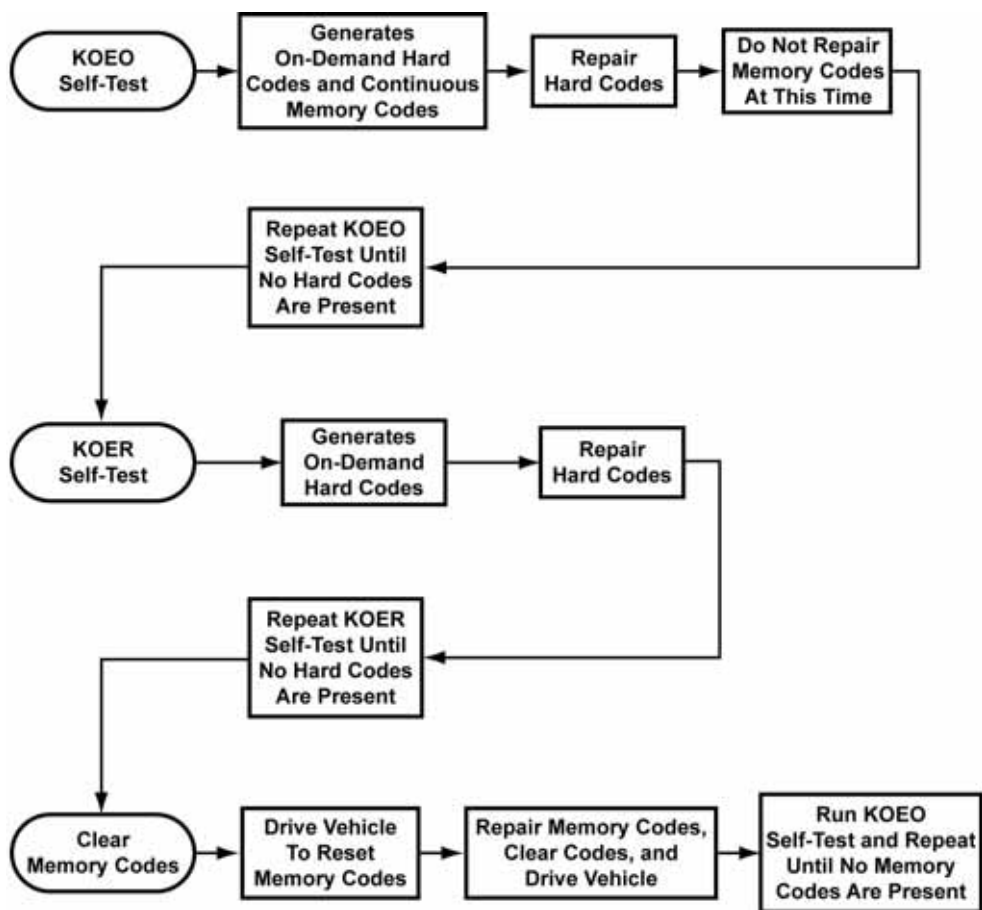 KOEO
Self-Test
Generates
On-Demand Hard
Codes and Continuous
Memory Codes
Repair
Hard Codes
Do Not Repair
Memory Codes
At This Time
Repeat KOEO
Self-Test Until
No Hard Codes
Are Present
KOER
Self-Test
Generates
On-Demand
Hard Codes
Repair
Hard Codes
Repeat KOER
Self-Test Until
No Hard Codes
Are Present
Clear
Memory Codes
Drive Vehicle
To Reset
Memory Codes
Repair Memory Codes,
Clear Codes, and
Drive Vehicle
Run KOEO
Self-Test and Repeat
Until No Memory
Codes Are Present